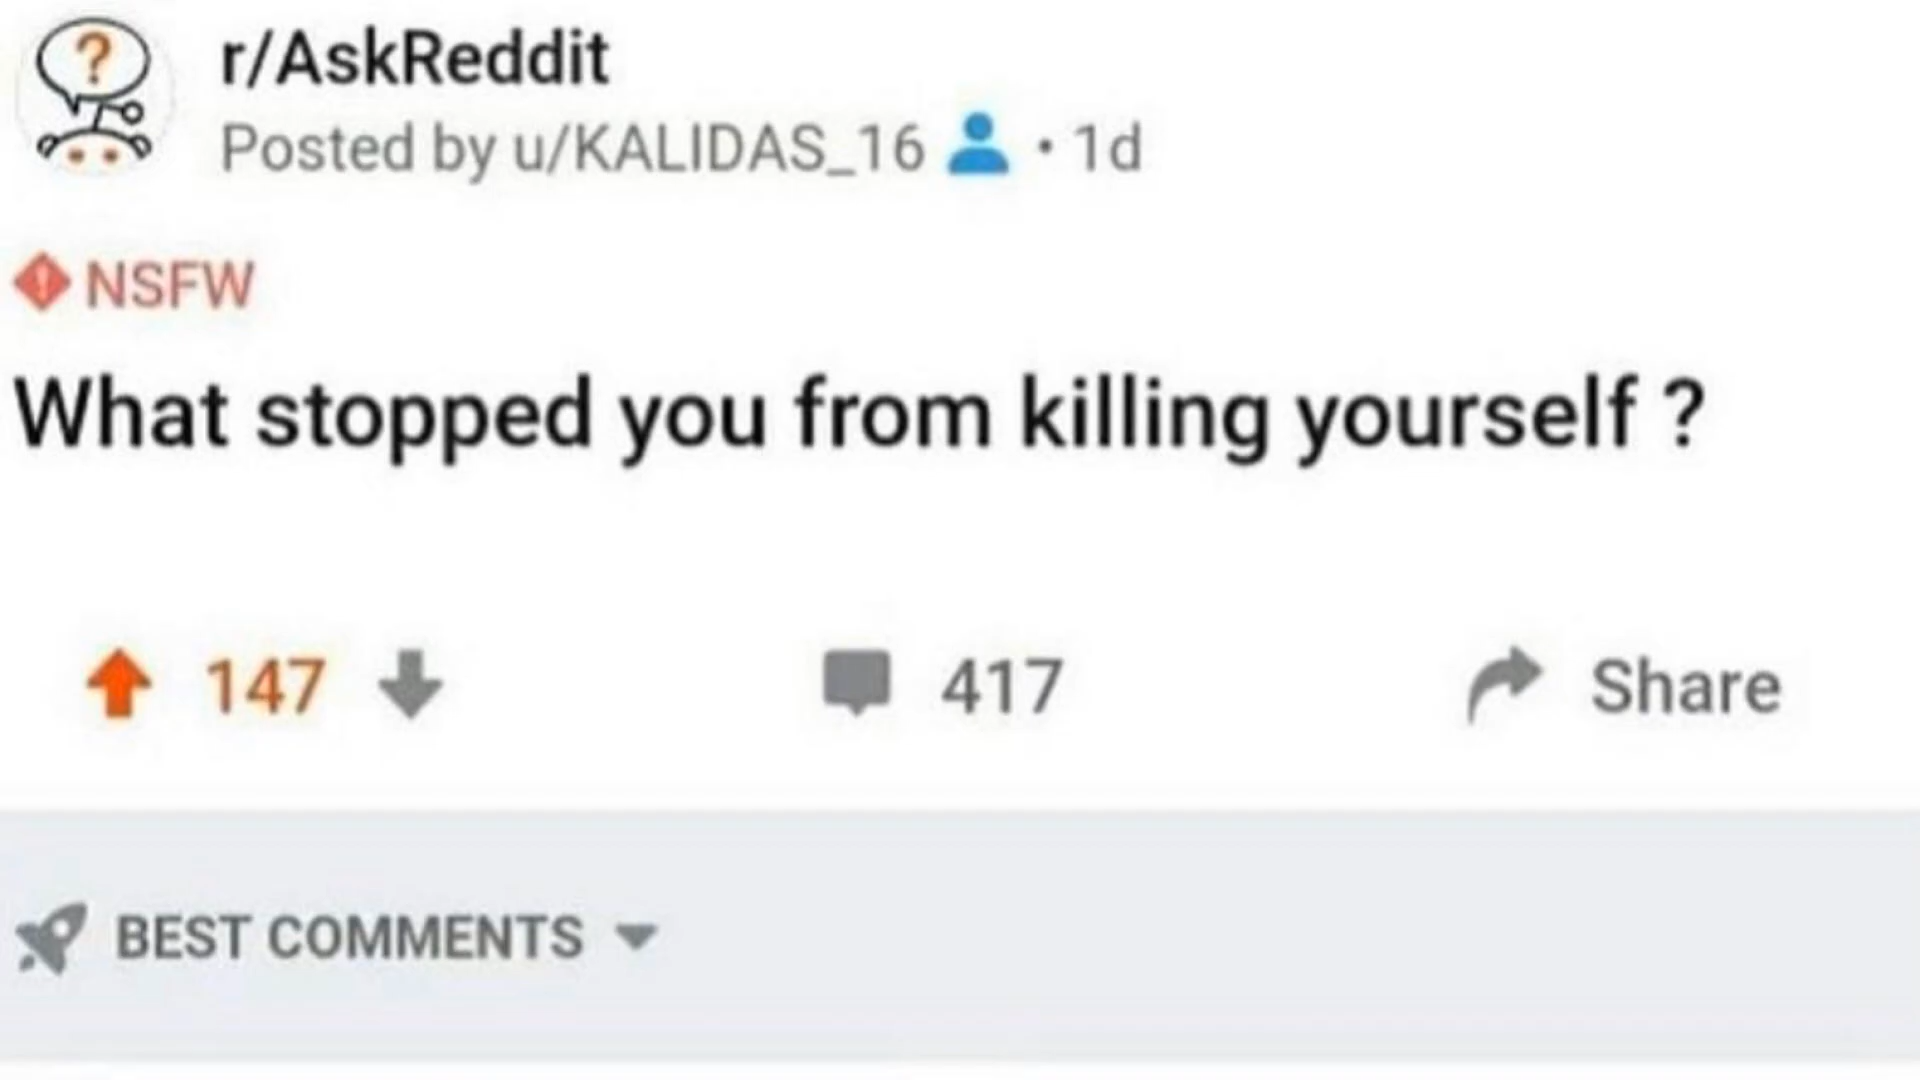 r/AskReddit
Posted by u/KALIDAS_16 • 1d
NSFW
What stopped you from killing yourself ?
147 417 Share
BEST COMMENTS